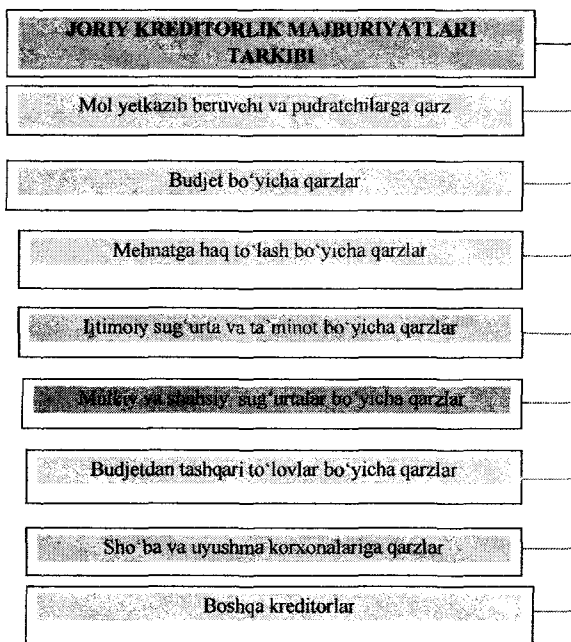 JORIY KREDITORLIK MAJBURIYATLARI
TARKIBI
Mol yetkazib beruvchi va pudratchilarga qarz
Budjet bo‘yicha qarzlar
Mehnatga haq to‘lash bo‘yicha qarzlar
Ijtimoiy sug‘urta va ta’minot bo‘yicha qarzlar
Mulkiy va shahsiy sug‘urtalar bo‘yicha qarzlar
Budjetdan tashqari to‘lovlar bo‘yicha qarzlar
Sho‘ba va uyushma korxonalariga qarzlar
Boshqa kreditorlar